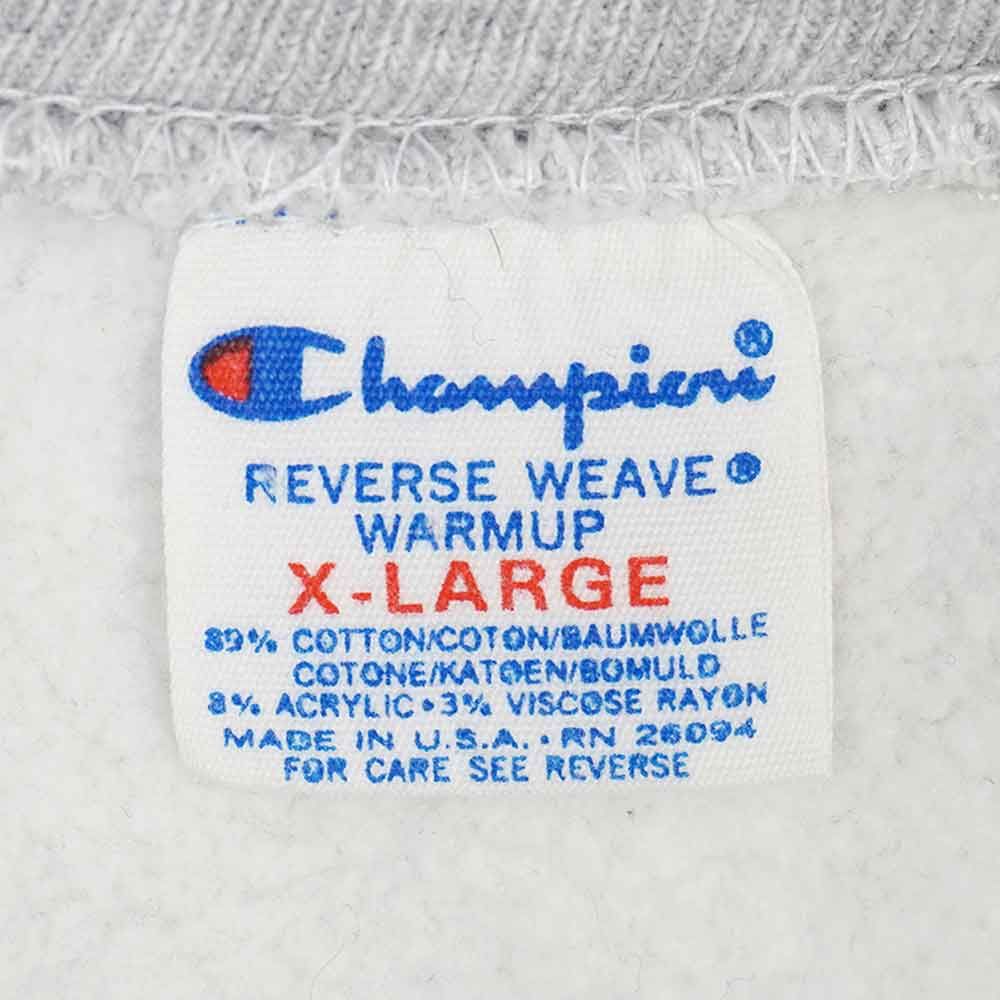 Champion®
REVERSE WEAVE®
WARMUP
X-LARGE
89% COTTON/COTON/BAUMWOLLE
COTONE/KATOEN/BOMULD
8% ACRYLIC•3% VISCOSE RAYON
MADE IN U.S.A. • RN 26094
FOR CARE SEE REVERSE